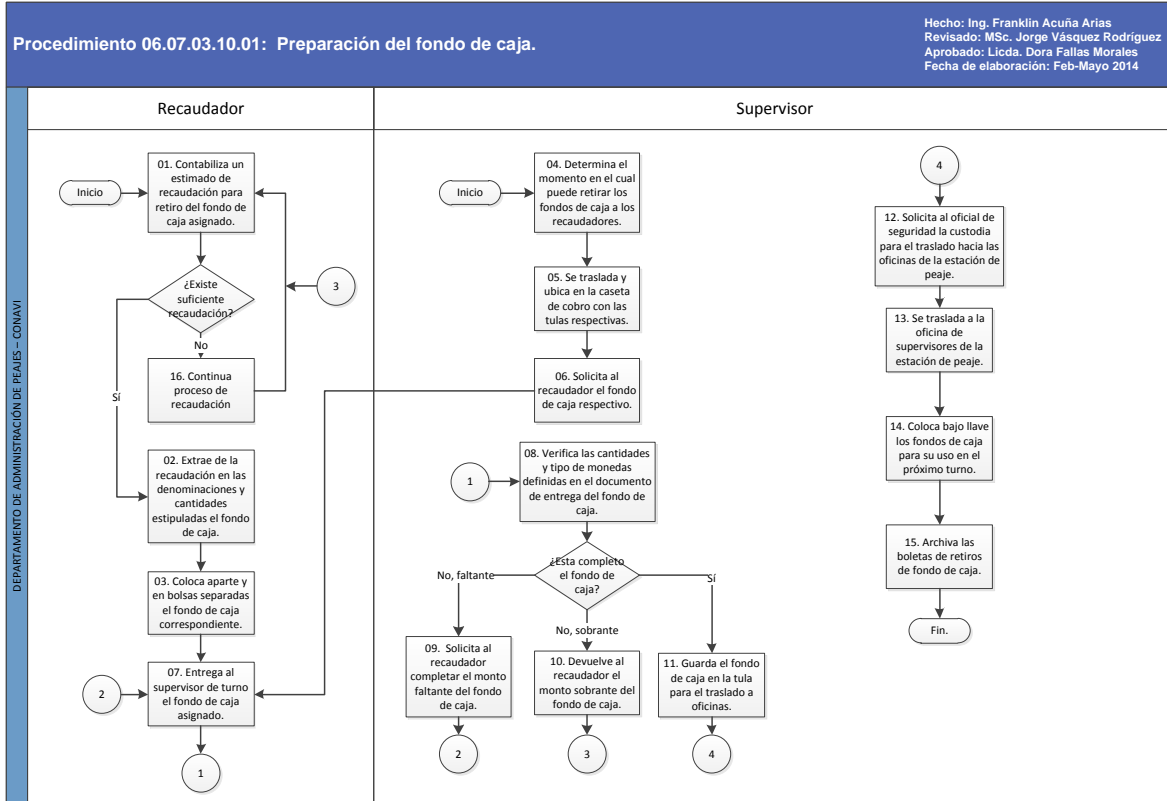 Procedimiento 06.07.03.10.01: Preparación del fondo de caja.
Hecho: Ing. Franklin Acuña Arias
Revisado: MSc. Jorge Vásquez Rodríguez
Aprobado: Licda. Dora Fallas Morales
Fecha de elaboración: Feb-Mayo 2014
DEPARTAMENTO DE ADMINISTRACIÓN DE PEAJES – CONAVI
Recaudador
Inicio
01. Contabiliza un
estimado de
recaudación para
retiro del fondo de
caja asignado.
¿Existe
suficiente
recaudación?
3
No
Sí
16. Continua
proceso de
recaudación
02. Extrae de la
recaudación en las
denominaciones y
cantidades
estipuladas el fondo
de caja.
03. Coloca aparte y
en bolsas separadas
el fondo de caja
correspondiente.
2
07. Entrega al
supervisor de turno
el fondo de caja
asignado.
1
Supervisor
Inicio
04. Determina el
momento en el cual
puede retirar los
fondos de caja a los
recaudadores.
05. Se traslada y
ubica en la caseta
de cobro con las
tulas respectivas.
06. Solicita al
recaudador el fondo
de caja respectivo.
1
08. Verifica las cantidades
y tipo de monedas
definidas en el documento
de entrega del fondo de
caja.
¿Esta completo
el fondo de
caja?
No, faltante
Sí
No, sobrante
09. Solicita al
recaudador
completar el monto
faltante del fondo
de caja.
10. Devuelve al
recaudador el
monto sobrante del
fondo de caja.
11. Guarda el fondo
de caja en la tula
para el traslado a
oficinas.
2
3
4
4
12. Solicita al oficial de
seguridad la custodia
para el traslado hacia las
oficinas de la estación de
peaje.
13. Se traslada a la
oficina de
supervisores de la
estación de peaje.
14. Coloca bajo llave
los fondos de caja
para su uso en el
próximo turno.
15. Archiva las
boletas de retiros
de fondo de caja.
Fin.